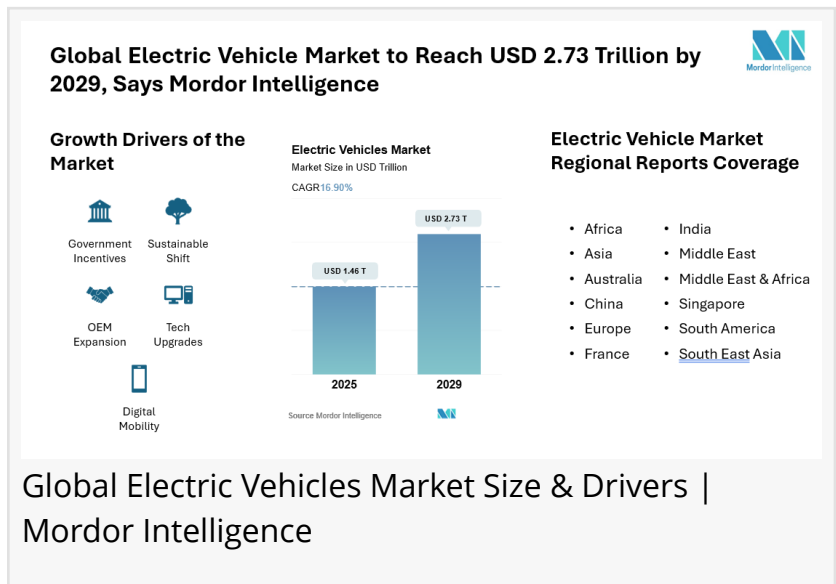 Global Electric Vehicle Market to Reach USD 2.73 Trillion by
2029, Says Mordor Intelligence
MordorIntelligence
Growth Drivers of the
Market
Government
Incentives
Sustainable
Shift
OEM
Expansion
Tech
Upgrades
Digital
Mobility
Electric Vehicles Market
Market Size in USD Trillion
CAGR16.90%
USD 2.73 T
USD 1.46 T
2025
2029
Source Mordor Intelligence
Electric Vehicle Market
Regional Reports Coverage
• Africa
• Asia
• Australia
• China
• Europe
• France
• India
• Middle East
• Middle East & Africa
• Singapore
• South America
• South East Asia
Global Electric Vehicles Market Size & Drivers |
Mordor Intelligence